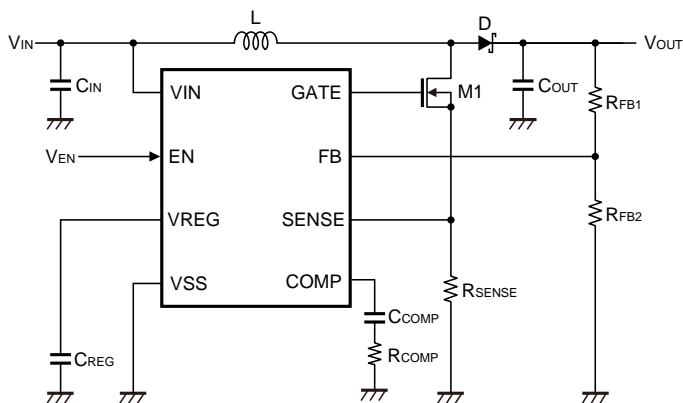 L
D
VIN
VOUT
CIN
VIN
GATE
M1
COUT
RFB1
VEN
EN
FB
VREG
SENSE
RFB2
VSS
COMP
RSENSE
CCOMP
CREG
RCOMP